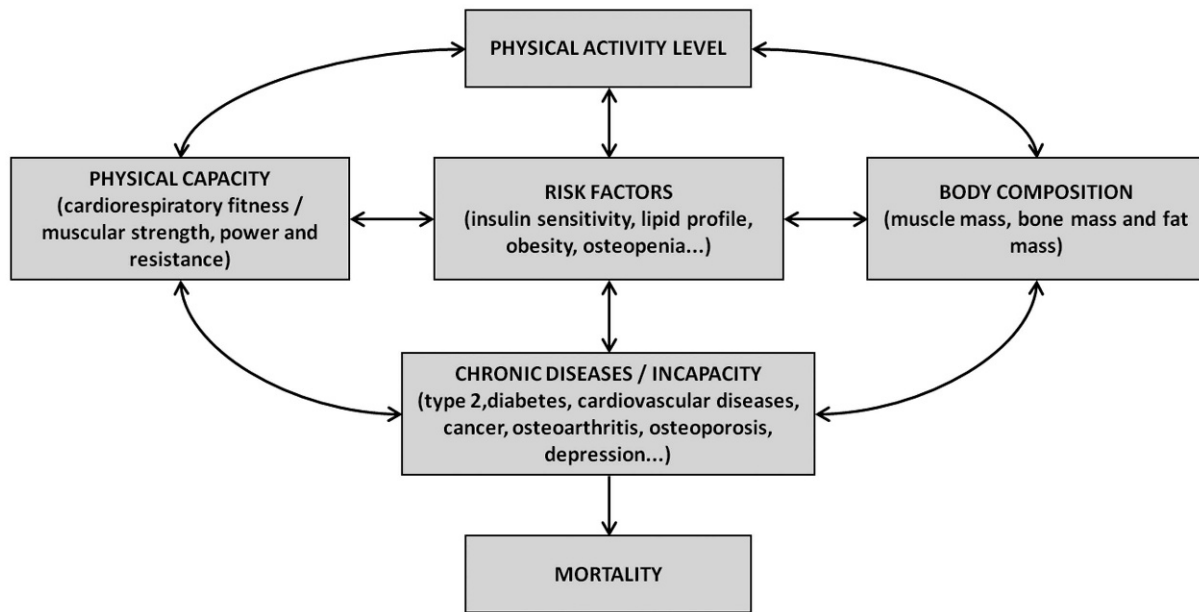 PHYSICAL ACTIVITY LEVEL
PHYSICAL CAPACITY
(cardiorespiratory fitness /
muscular strength, power and
resistance)
RISK FACTORS
(insulin sensitivity, lipid profile,
obesity, osteopenia...)
BODY COMPOSITION
(muscle mass, bone mass and fat
mass)
CHRONIC DISEASES / INCAPACITY
(type 2,diabetes, cardiovascular diseases,
cancer, osteoarthritis, osteoporosis,
depression...)
MORTALITY